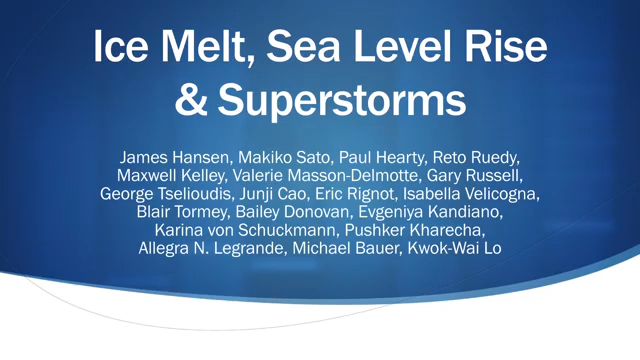 Ice Melt, Sea Level Rise
& Superstorms
James Hansen, Makiko Sato, Paul Hearty, Reto Ruedy,
Maxwell Kelley, Valerie Masson-Delmotte, Gary Russell,
George Tselioudis, Junji Cao, Eric Rignot, Isabella Velicogna,
Blair Tormey, Bailey Donovan, Evgeniya Kandiano,
Karina von Schuckmann, Pushker Kharecha,
Allegra N. Legrande, Michael Bauer, Kwok-Wai Lo